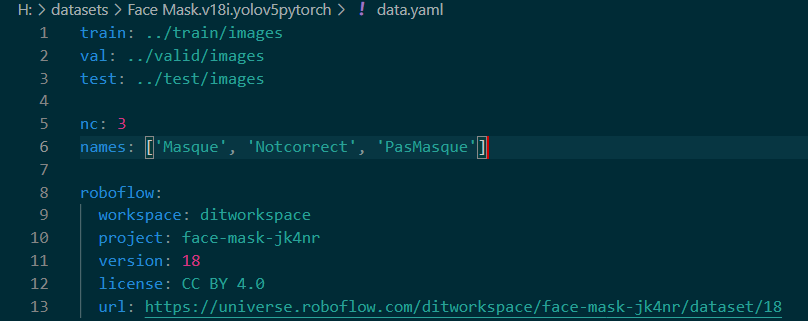 H: > datasets > Face Mask.v18i.yolov5pytorch > ! data.yaml
1 train: ../train/images
2 val: ../valid/images
3 test: ../test/images
4
5 nc: 3
6 names: ['Masque', 'Notcorrect', 'PasMasque']
7
8 roboflow:
9   workspace: ditworkspace
10   project: face-mask-jk4nr
11   version: 18
12   license: CC BY 4.0
13   url: https://universe.roboflow.com/ditworkspace/face-mask-jk4nr/dataset/18